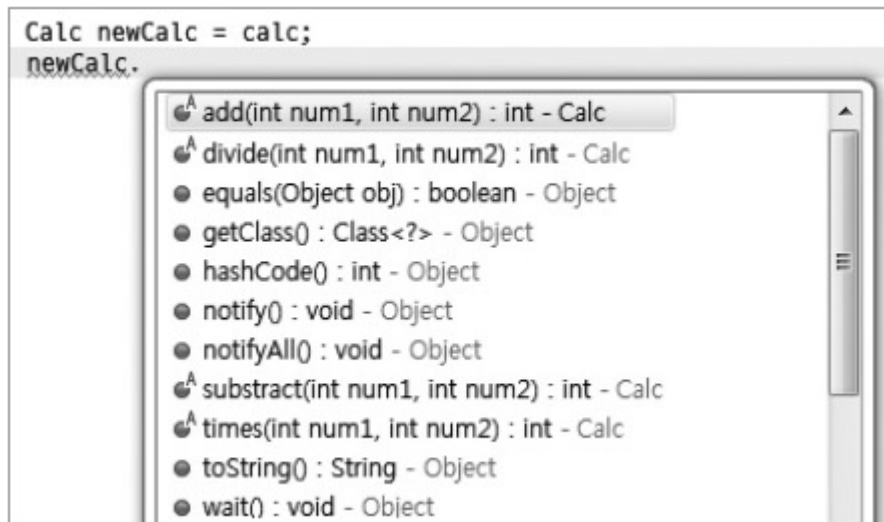 Calc newCalc = calc;
newCalc.
add(int num1, int num2) : int - Calc
divide(int num1, int num2) : int - Calc
equals(Object obj) : boolean - Object
getClass() : Class<?> - Object
hashCode() : int - Object
notify() : void - Object
notifyAll() : void - Object
substract(int num1, int num2) : int - Calc
times(int num1, int num2) : int - Calc
toString() : String - Object
wait() : void - Object